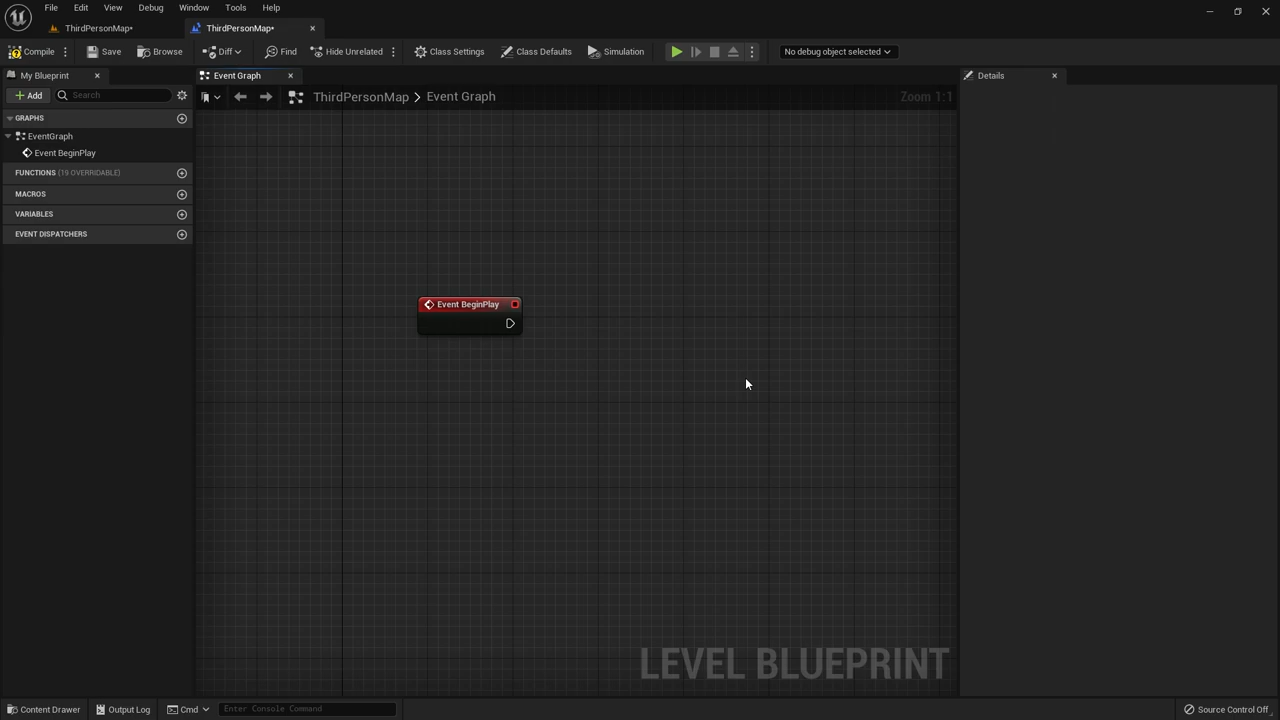 File Edit View Debug Window Tools Help
ThirdPersonMap• ThirdPersonMap•
Compile Save Browse Diff Find Hide Unrelated Class Settings Class Defaults Simulation No debug object selected
My Blueprint Event Graph Details
Add Search ThirdPersonMap > Event Graph Zoom 1:1
GRAPHS
EventGraph
Event BeginPlay
FUNCTIONS (19 OVERRIDABLE)
MACROS
VARIABLES
EVENT DISPATCHERS
Event BeginPlay
LEVEL BLUEPRINT
Content Drawer Output Log Cmd Enter Console Command Source Control Off